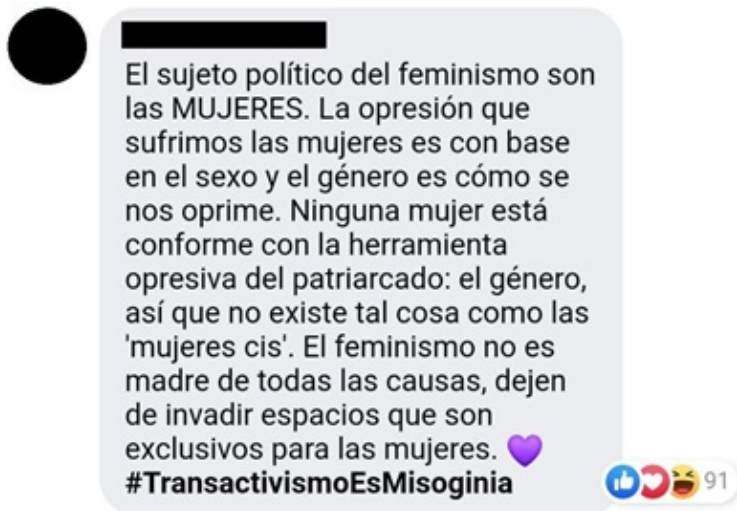 El sujeto político del feminismo son
las MUJERES. La opresión que
sufrimos las mujeres es con base
en el sexo y el género es cómo se
nos oprime. Ninguna mujer está
conforme con la herramienta
opresiva del patriarcado: el género,
así que no existe tal cosa como las
'mujeres cis'. El feminismo no es
madre de todas las causas, dejen
de invadir espacios que son
exclusivos para las mujeres. 💜
#TransactivismoEsMisoginia
91